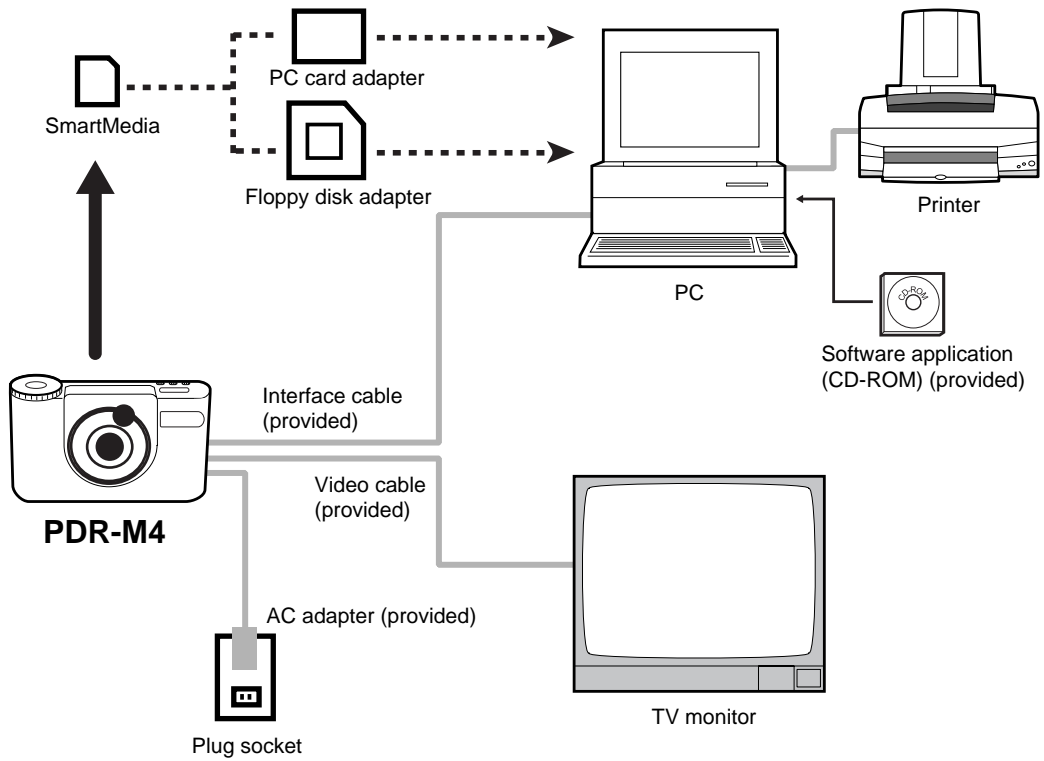 PC card adapter
SmartMedia
Floppy disk adapter
Printer
PC
CD-ROM
Software application
(CD-ROM) (provided)
Interface cable
(provided)
Video cable
(provided)
PDR-M4
AC adapter (provided)
TV monitor
Plug socket